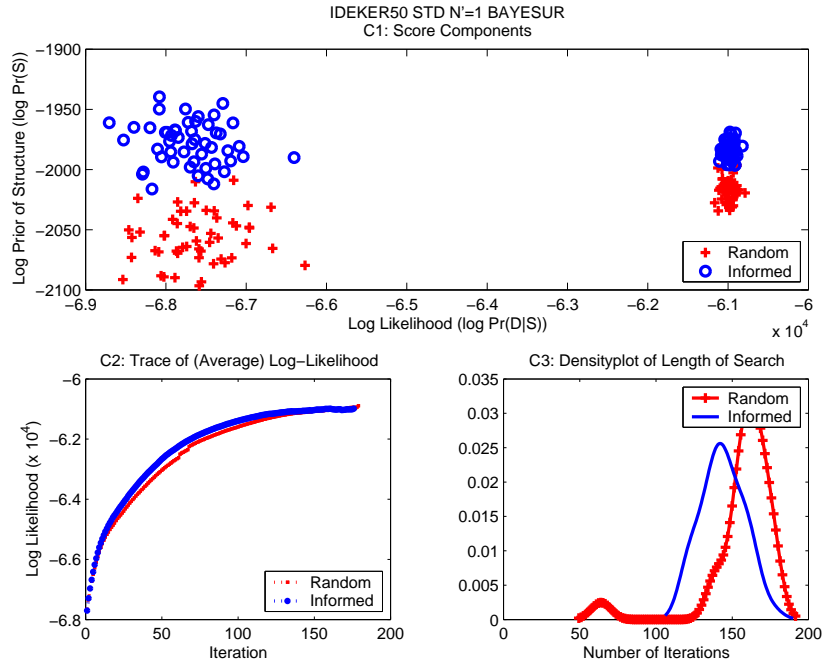 IDEKER50 STD N'=1 BAYESUR
C1: Score Components
−1900
−1950
−2000
−2050
−2100
Log Prior of Structure (log Pr(S))
Random
Informed
−6.9 −6.8 −6.7 −6.6 −6.5 −6.4 −6.3 −6.2 −6.1 −6
Log Likelihood (log Pr(D|S))
x 10^4
C2: Trace of (Average) Log−Likelihood
−6
−6.2
−6.4
−6.6
−6.8
Log Likelihood (x 10^4)
Random
Informed
0 50 100 150 200
Iteration
C3: Densityplot of Length of Search
0.035
0.03
0.025
0.02
0.015
0.01
0.005
0
Random
Informed
0 50 100 150 200
Number of Iterations